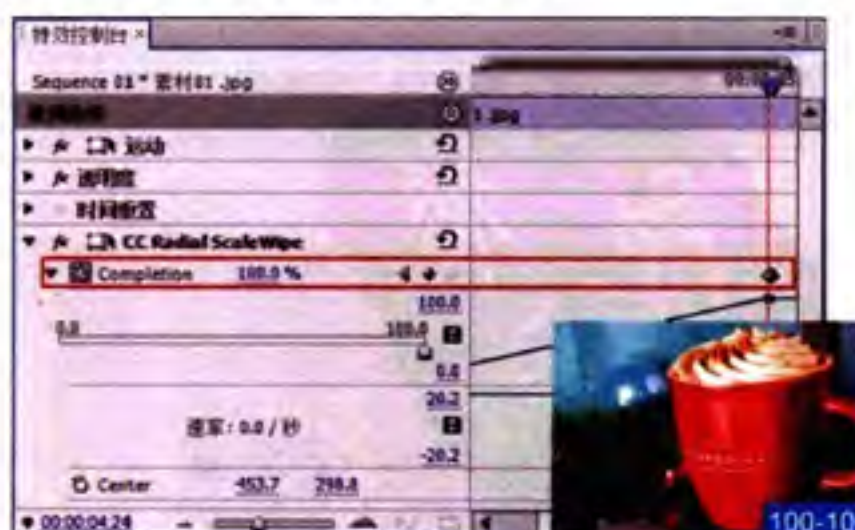 特效控制台 ×
Sequence 01 * 素材01 .jpg
1 .jpg
fx 运动
fx 透明度
时间重置
fx CC Radial ScaleWipe
Completion 100.0 %
100.0
0.0 100.0
0.0
20.2
速率: 0.0 / 秒
-20.2
Center 453.7 298.8
00:00:04:24
100-10